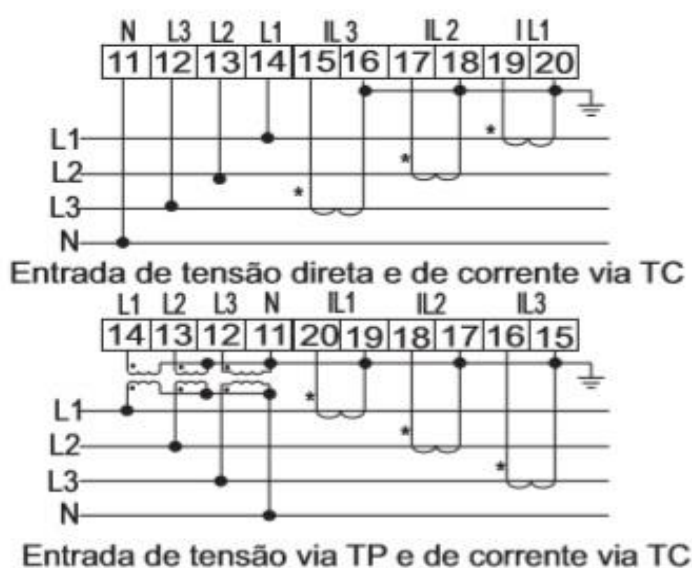 N L3 L2 L1 IL3 IL2 IL1
11 12 13 14 15 16 17 18 19 20
*
L1
*
L2
*
L3
N
Entrada de tensão direta e de corrente via TC
L1 L2 L3 N IL1 IL2 IL3
14 13 12 11 20 19 18 17 16 15
*
L1
*
L2
*
L3
N
Entrada de tensão via TP e de corrente via TC